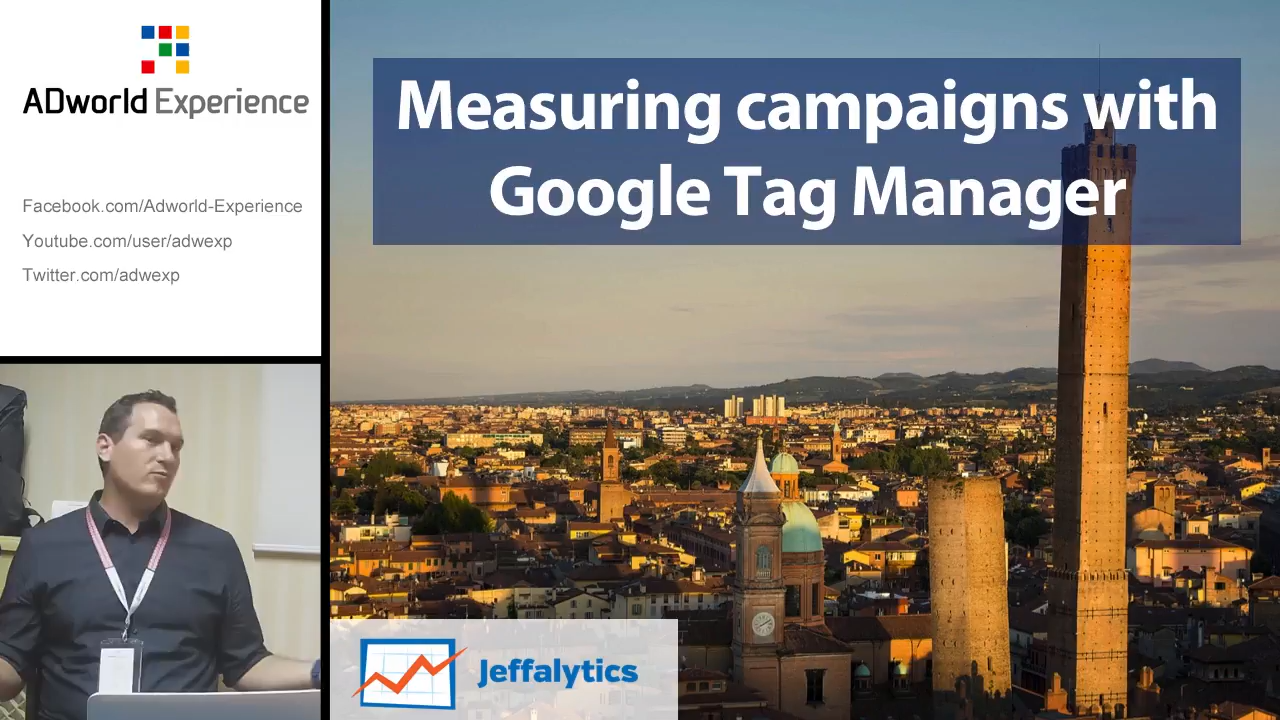 ADworld Experience
Facebook.com/Adworld-Experience
Youtube.com/user/adwexp
Twitter.com/adwexp
Measuring campaigns with
Google Tag Manager
Jeffalytics